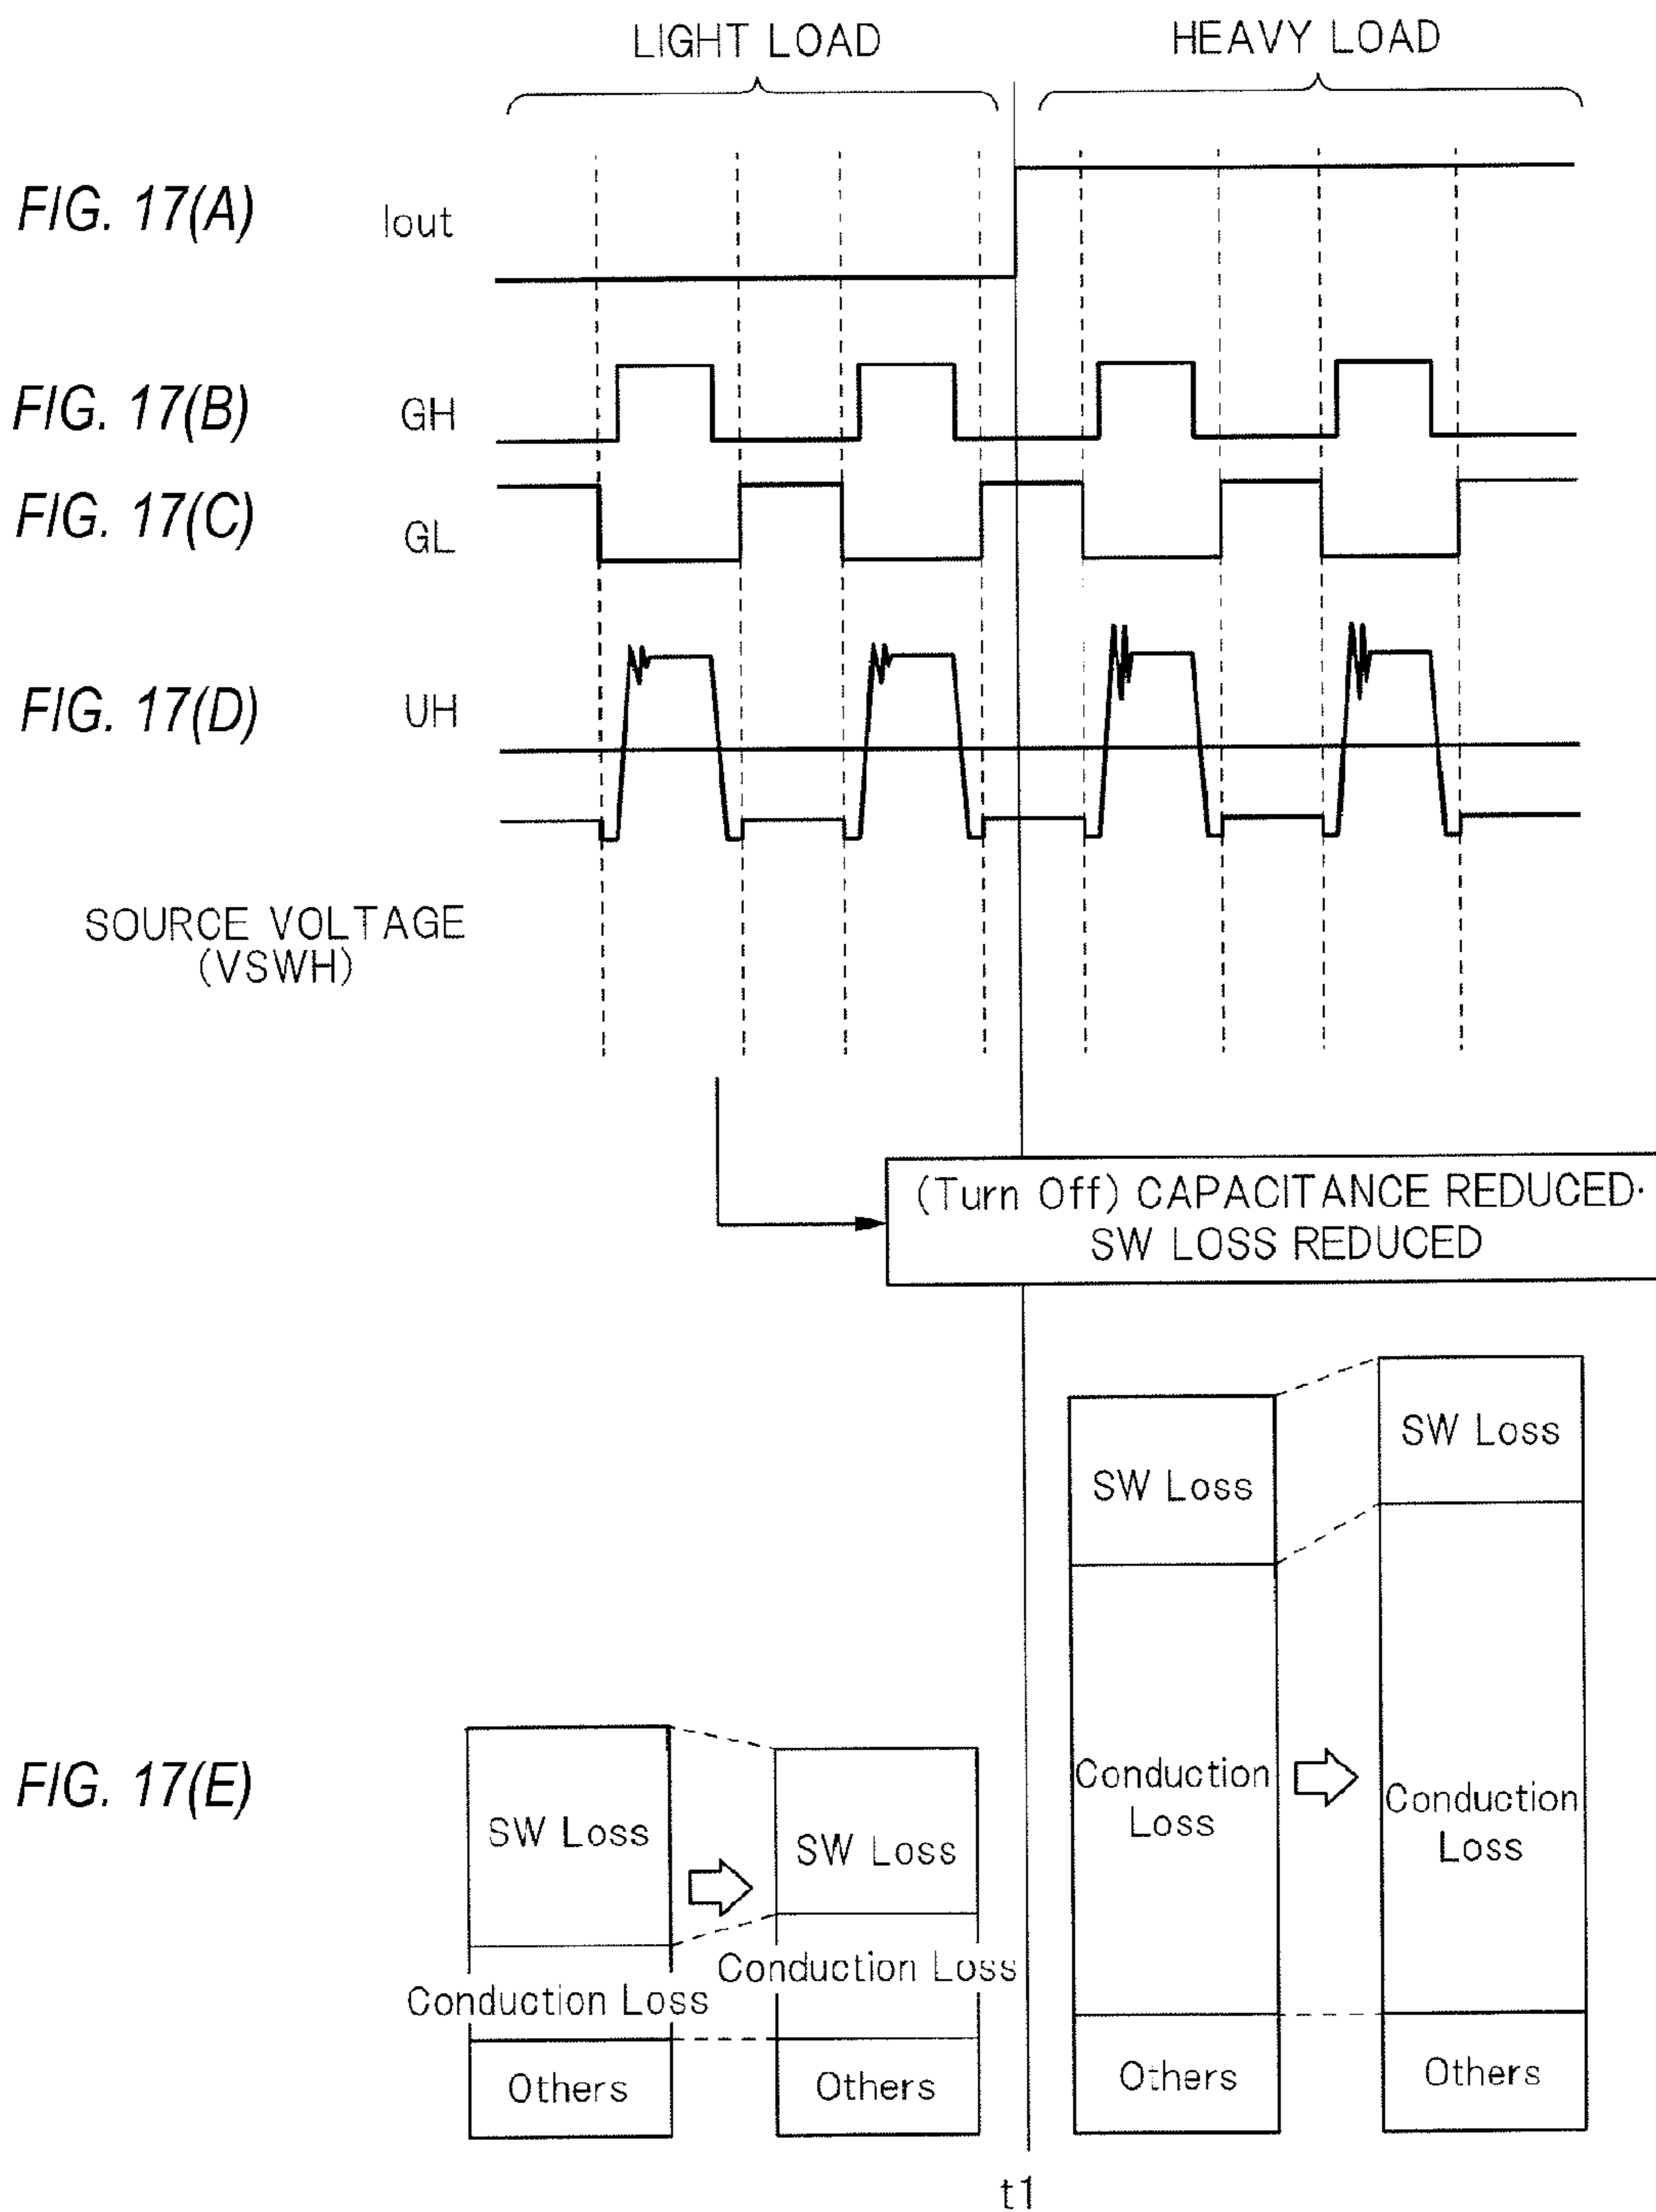 LIGHT LOAD
HEAVY LOAD
FIG. 17(A)
Iout
FIG. 17(B)
GH
FIG. 17(C)
GL
FIG. 17(D)
UH
SOURCE VOLTAGE
(VSWH)
(Turn Off) CAPACITANCE REDUCED·
SW LOSS REDUCED
FIG. 17(E)
SW Loss
Conduction Loss
Others
SW Loss
Conduction Loss
Others
SW Loss
Conduction
Loss
Others
SW Loss
Conduction
Loss
Others
t1